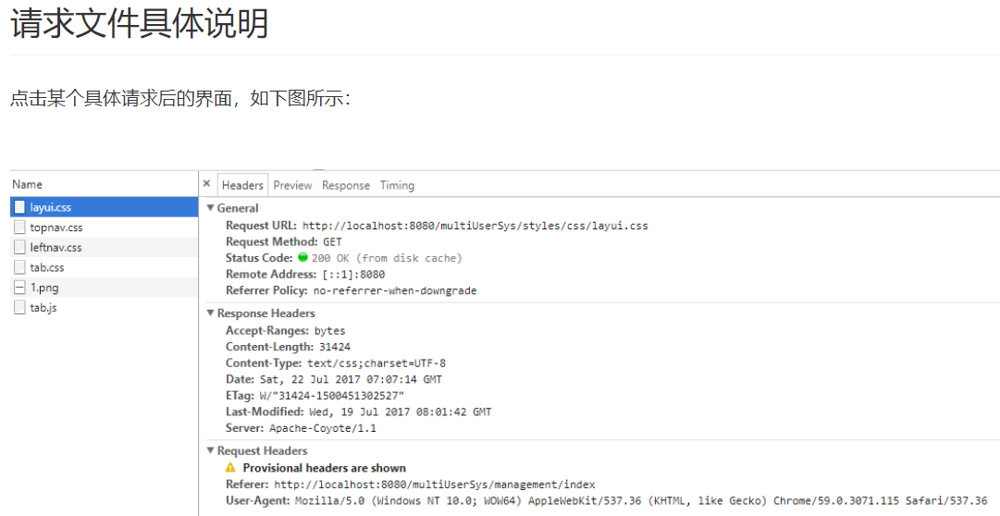 请求文件具体说明
点击某个具体请求后的界面，如下图所示：
Name
layui.css
topnav.css
leftnav.css
tab.css
1.png
tab.js
× Headers Preview Response Timing
▼ General
Request URL: http://localhost:8080/multiUserSys/styles/css/layui.css
Request Method: GET
Status Code: 200 OK (from disk cache)
Remote Address: [::1]:8080
Referrer Policy: no-referrer-when-downgrade
▼ Response Headers
Accept-Ranges: bytes
Content-Length: 31424
Content-Type: text/css;charset=UTF-8
Date: Sat, 22 Jul 2017 07:07:14 GMT
ETag: W/"31424-1500451302527"
Last-Modified: Wed, 19 Jul 2017 08:01:42 GMT
Server: Apache-Coyote/1.1
▼ Request Headers
Provisional headers are shown
Referer: http://localhost:8080/multiUserSys/management/index
User-Agent: Mozilla/5.0 (Windows NT 10.0; WOW64) AppleWebKit/537.36 (KHTML, like Gecko) Chrome/59.0.3071.115 Safari/537.36